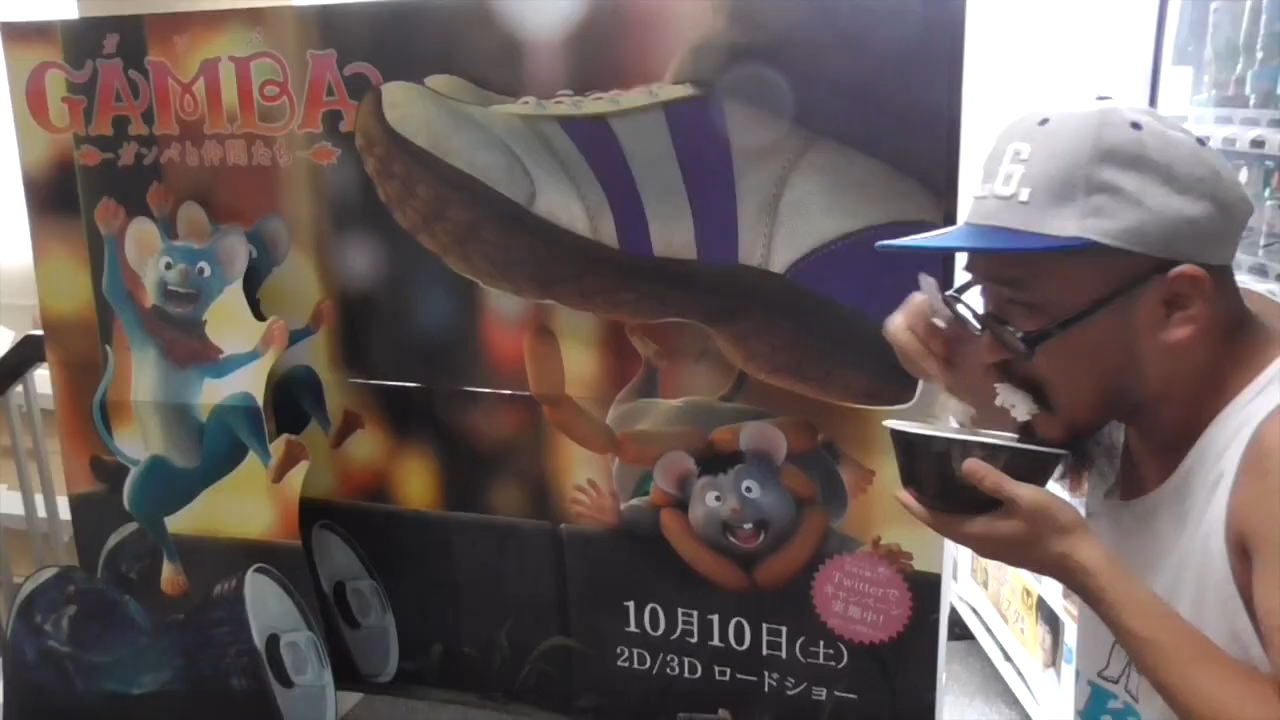 GAMBA
ガンバと仲間たち
.G.
Twitterで
キャンペーン
実施中!
10月10日(土)
2D/3D ロードショー
K